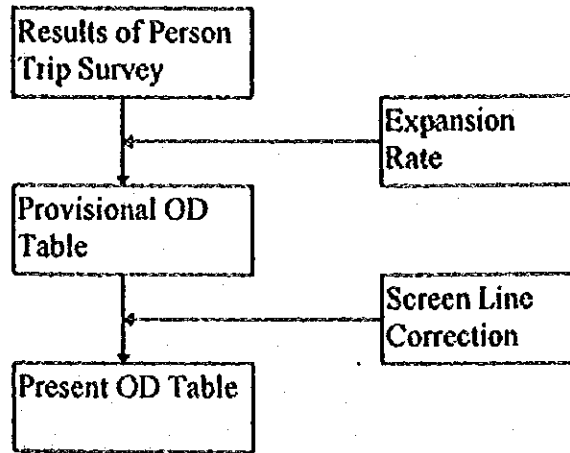 Results of Person
Trip Survey
Expansion
Rate
Provisional OD
Table
Screen Line
Correction
Present OD Table